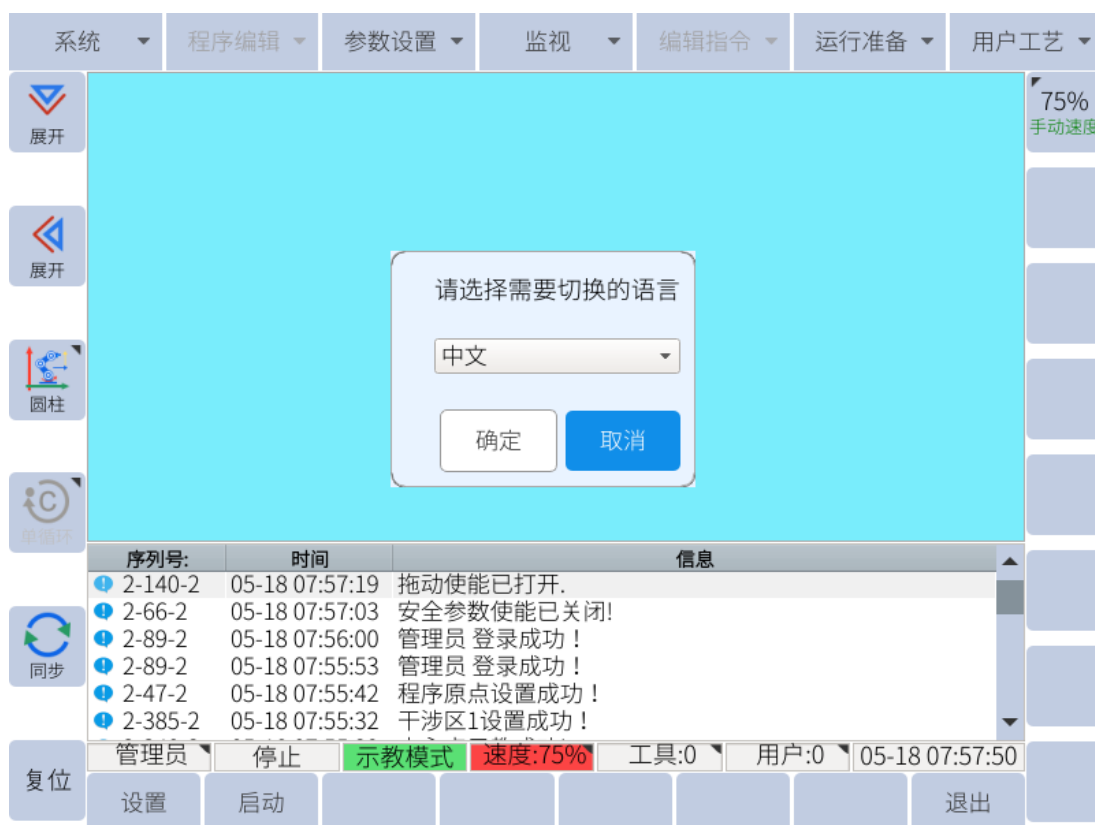 系统 程序编辑 参数设置 监视 编辑指令 运行准备 用户工艺
展开
75%
手动速度
展开
请选择需要切换的语言
中文
确定 取消
圆柱
单循环
序列号: 时间 信息
2-140-2 05-18 07:57:19 拖动使能已打开.
2-66-2 05-18 07:57:03 安全参数使能已关闭!
2-89-2 05-18 07:56:00 管理员 登录成功！
2-89-2 05-18 07:55:53 管理员 登录成功！
2-47-2 05-18 07:55:42 程序原点设置成功！
2-385-2 05-18 07:55:32 干涉区1设置成功！
同步
管理员 停止 示教模式 速度:75% 工具:0 用户:0 05-18 07:57:50
复位
设置 启动 退出